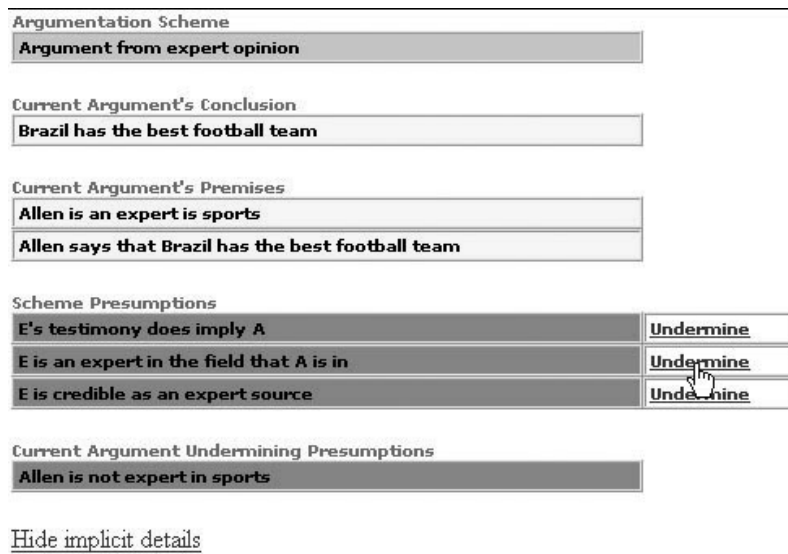 Argumentation Scheme
Argument from expert opinion
Current Argument's Conclusion
Brazil has the best football team
Current Argument's Premises
Allen is an expert is sports
Allen says that Brazil has the best football team
Scheme Presumptions
E's testimony does imply A Undermine
E is an expert in the field that A is in Undermine
E is credible as an expert source Undermine
Current Argument Undermining Presumptions
Allen is not expert in sports
Hide implicit details